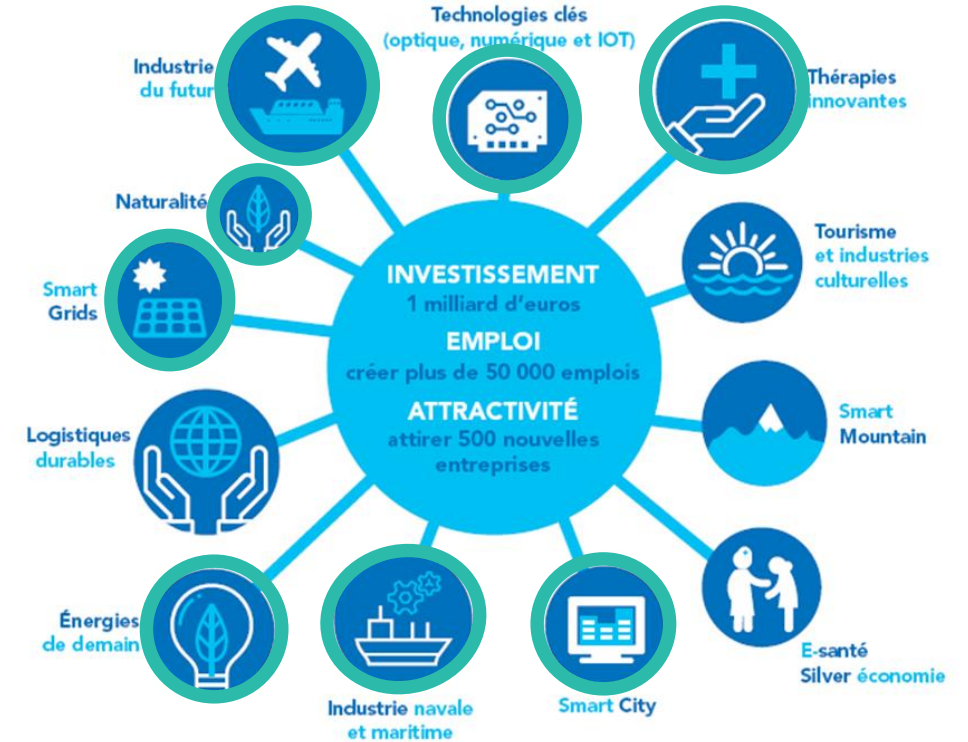 Technologies clés
(optique, numérique et IOT)
Industrie
du futur
Thérapies
innovantes
Naturalité
Tourisme
et industries
culturelles
Smart
Grids
INVESTISSEMENT
1 milliard d'euros
EMPLOI
créer plus de 50 000 emplois
ATTRACTIVITÉ
attirer 500 nouvelles
entreprises
Smart
Mountain
Logistiques
durables
Énergies
de demain
E-santé
Silver économie
Industrie navale
et maritime
Smart City